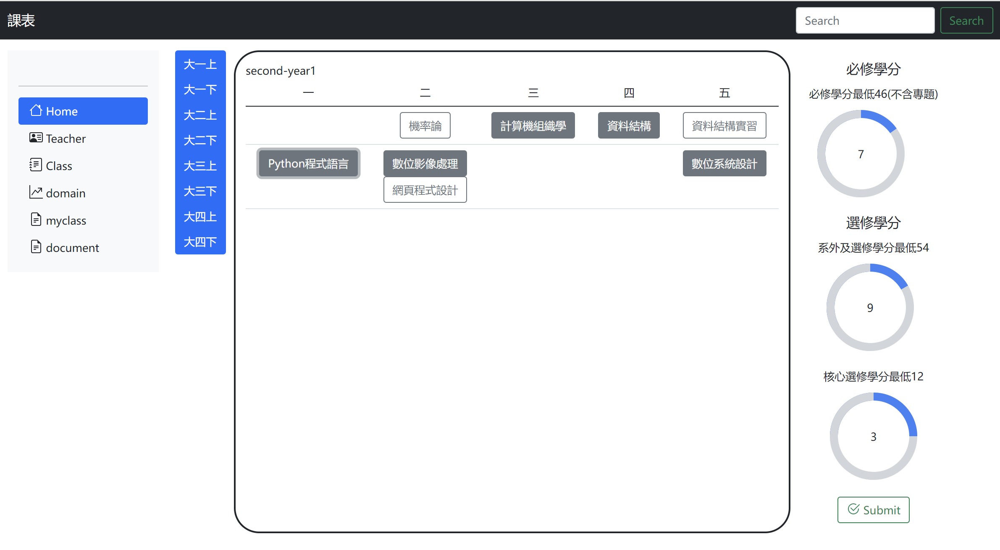 課表
Search Search
Home
Teacher
Class
domain
myclass
document
大一上
大一下
大二上
大二下
大三上
大三下
大四上
大四下
second-year1
一 二 三 四 五
機率論 計算機組織學 資料結構 資料結構實習
Python程式語言 數位影像處理 數位系統設計
網頁程式設計
必修學分
必修學分最低46(不含專題)
7
選修學分
系外及選修學分最低54
9
核心選修學分最低12
3
Submit